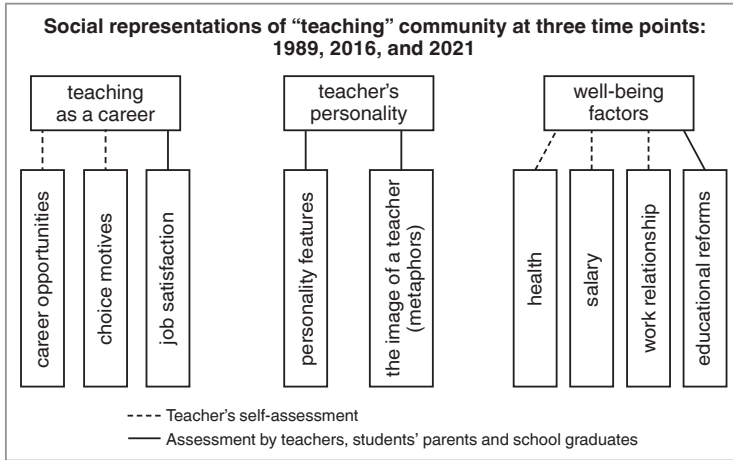 Social representations of “teaching” community at three time points:
1989, 2016, and 2021
teaching
as a career
teacher’s
personality
well-being
factors
career opportunities
choice motives
job satisfaction
personality features
the image of a teacher
(metaphors)
health
salary
work relationship
educational reforms
Teacher’s self-assessment
Assessment by teachers, students’ parents and school graduates